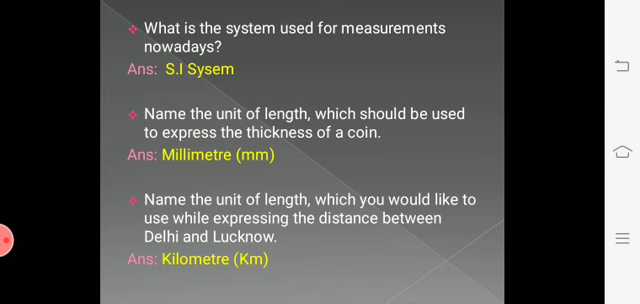 ❖ What is the system used for measurements
nowadays?
Ans: S.I Sysem
❖ Name the unit of length, which should be used
to express the thickness of a coin.
Ans: Millimetre (mm)
❖ Name the unit of length, which you would like to
use while expressing the distance between
Delhi and Lucknow.
Ans: Kilometre (Km)